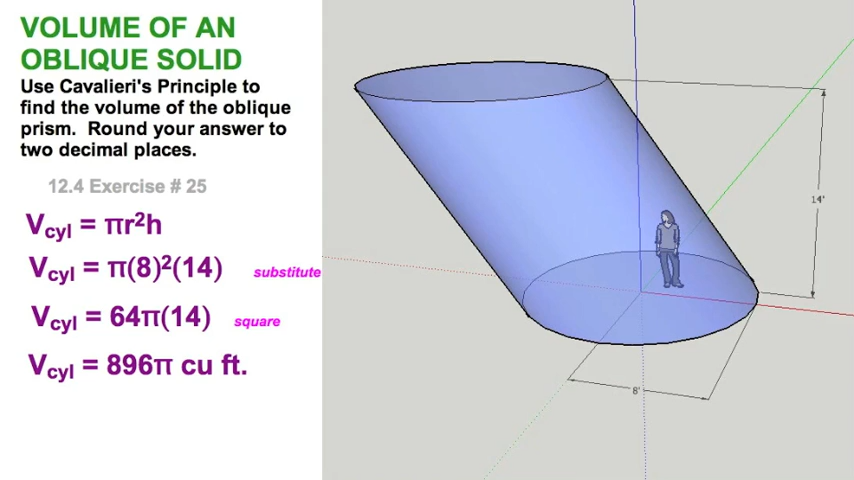 VOLUME OF AN
OBLIQUE SOLID
Use Cavalieri's Principle to
find the volume of the oblique
prism. Round your answer to
two decimal places.
12.4 Exercise # 25
Vcyl = πr²h
Vcyl = π(8)²(14) substitute
Vcyl = 64π(14) square
Vcyl = 896π cu ft.
14'
8'